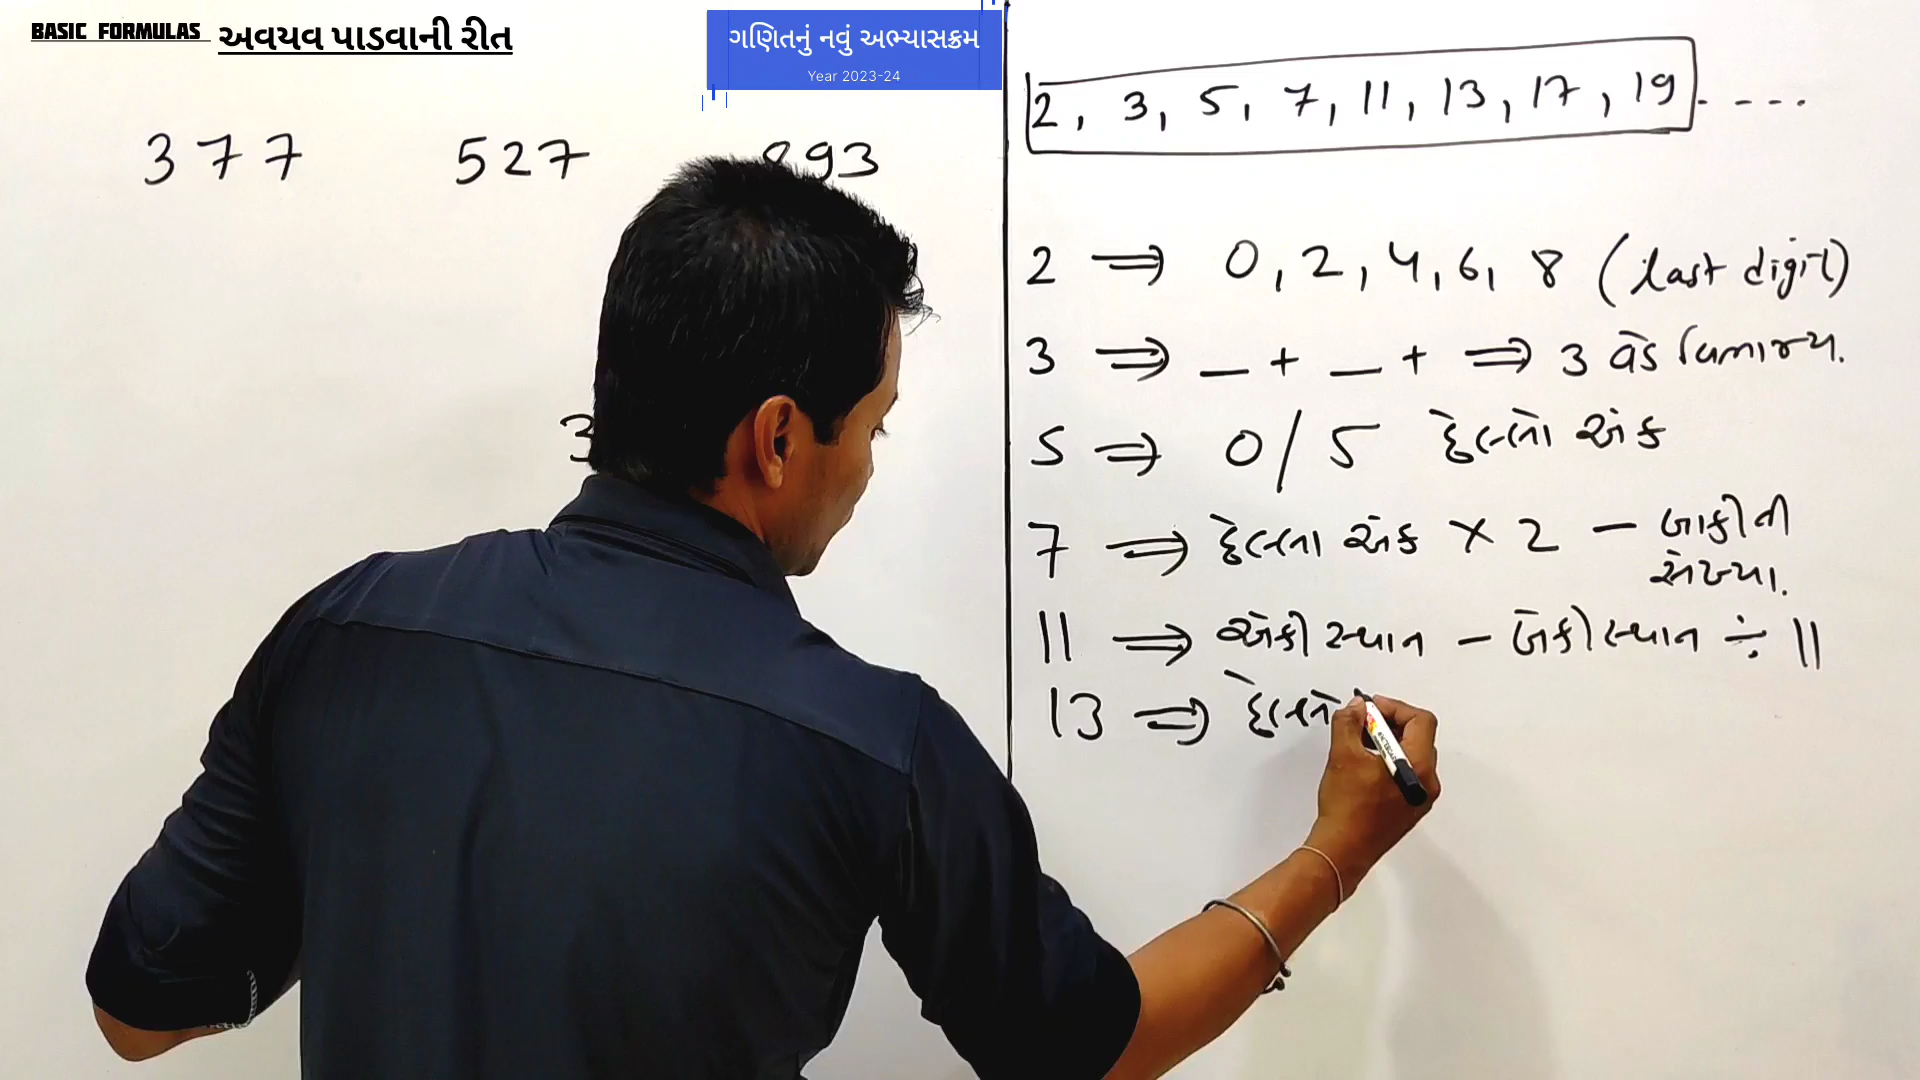 BASIC FORMULAS અવયવ પાડવાની રીત
ગણિતનું નવું અભ્યાસક્રમ
Year 2023-24
377 527 893
3
2, 3, 5, 7, 11, 13, 17, 19 ....
2 ⇒ 0, 2, 4, 6, 8 (last digit)
3 ⇒ _ + _ + ⇒ 3 વડે વિભાજ્ય.
5 ⇒ 0/5 છેલ્લો અંક
7 ⇒ છેલ્લા અંક × 2 − બાકીની
સંખ્યા.
11 ⇒ એકી સ્થાન − બેકી સ્થાન ÷ 11
13 ⇒ છેલ્લો